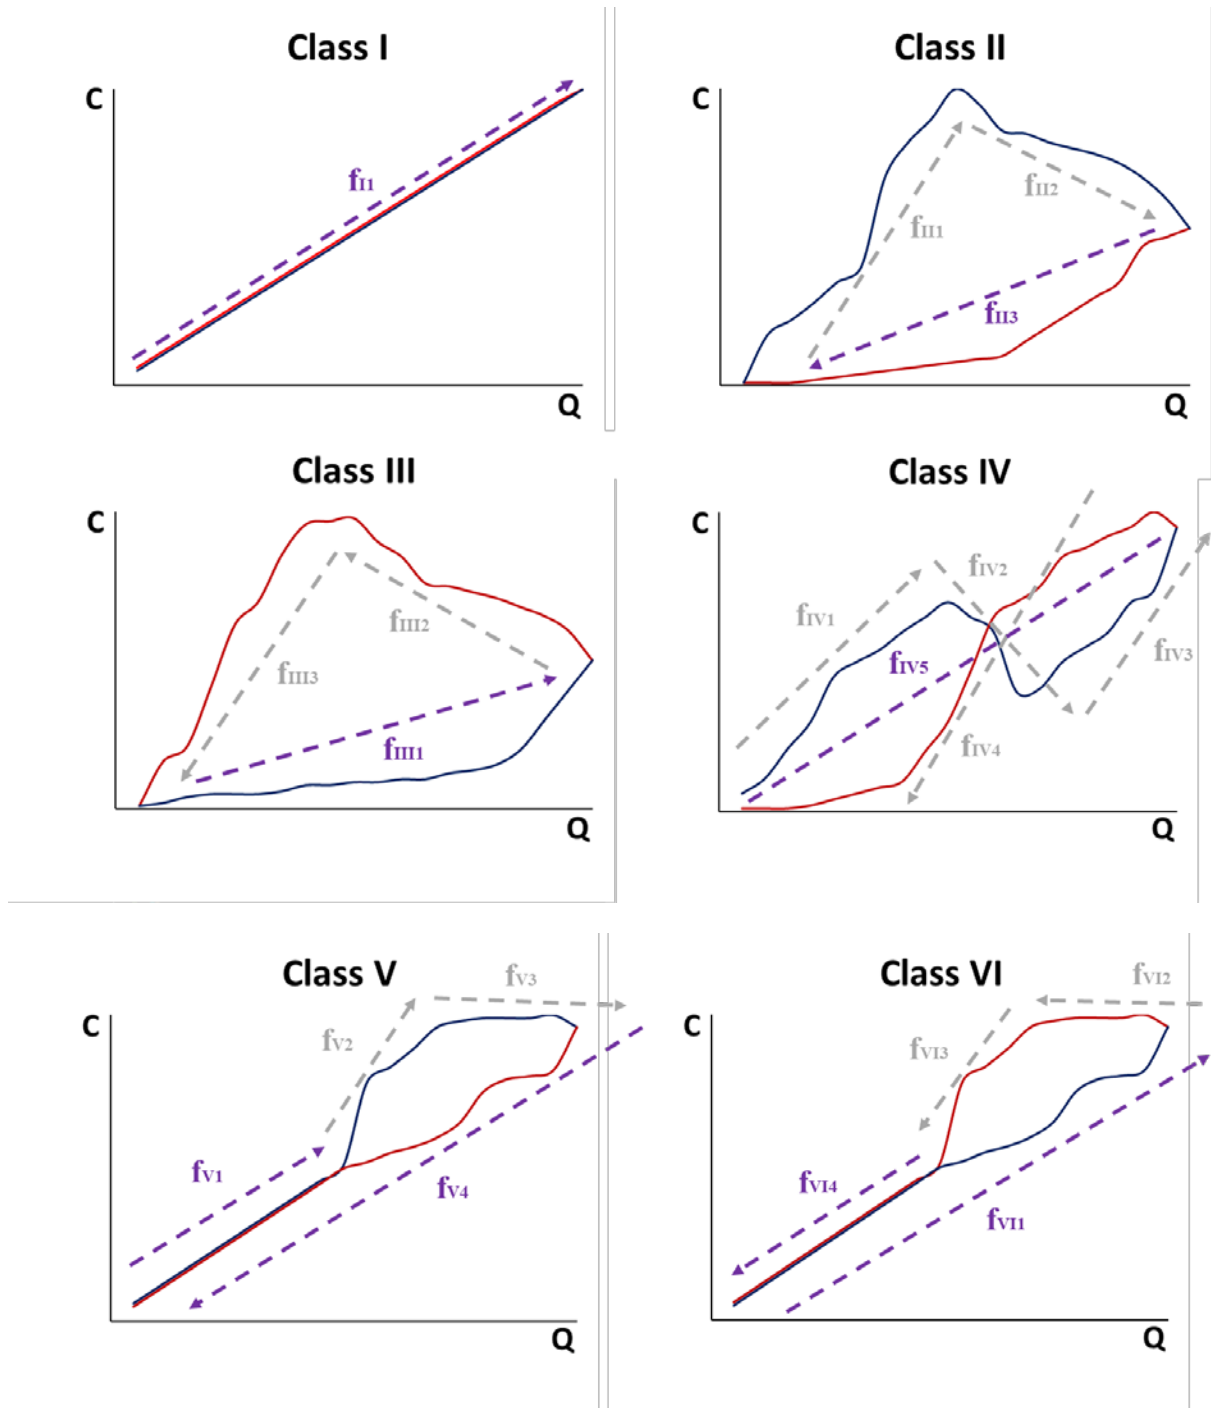 Class I
C
fI1
Q
Class II
C
fII1
fII2
fII3
Q
Class III
C
fIII2
fIII3
fIII1
Q
Class IV
C
fIV1
fIV2
fIV5
fIV3
fIV4
Q
Class V
C
fV3
fV2
fV1
fV4
Q
Class VI
C
fVI2
fVI3
fVI4
fVI1
Q